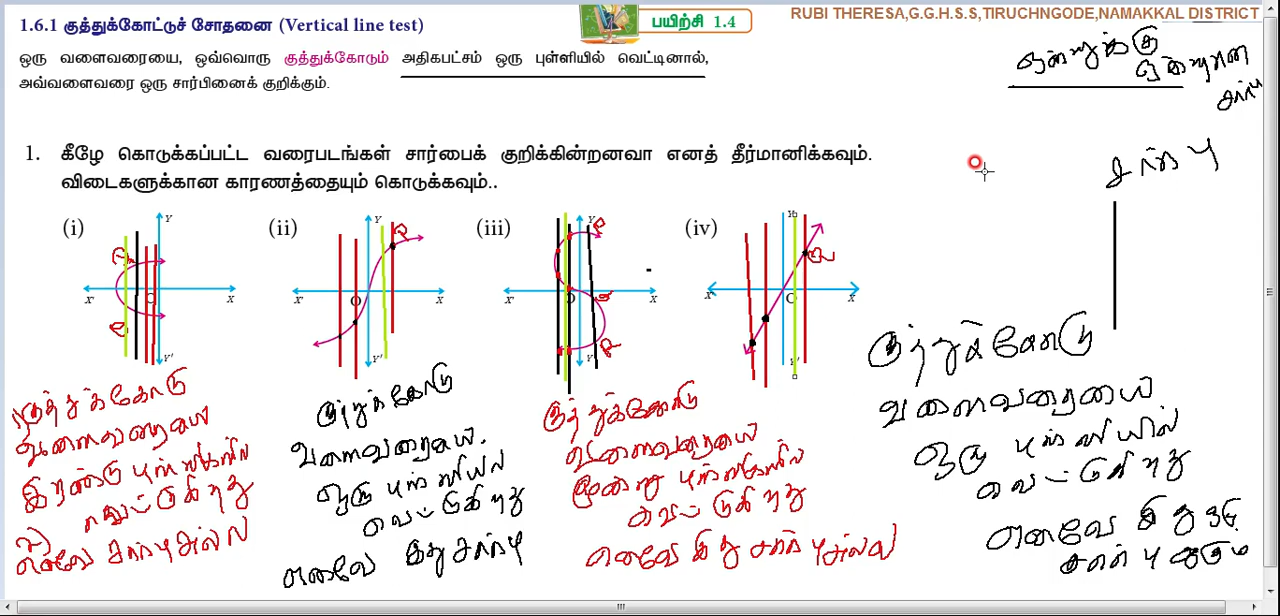 1.6.1 குத்துக்கோட்டுச் சோதனை (Vertical line test)
பயிற்சி 1.4
RUBI THERESA,G.G.H.S.S,TIRUCHNGODE,NAMAKKAL DISTRICT
ஒரு வளைவரையை, ஒவ்வொரு குத்துக்கோடும் அதிகபட்சம் ஒரு புள்ளியில் வெட்டினால்,
அவ்வளைவரை ஒரு சார்பினைக் குறிக்கும்.
ஒன்றுக்கு
ஒன்றான
சார்பு
சார்பு
1. கீழே கொடுக்கப்பட்ட வரைபடங்கள் சார்பைக் குறிக்கின்றனவா எனத் தீர்மானிக்கவும்.
விடைகளுக்கான காரணத்தையும் கொடுக்கவும்..
(i) (ii) (iii) (iv)
Y Y Y
P P
X' O X X' O X
Y' Y'
குத்துக்கோடு
வளைவரையை
இரண்டு புள்ளிகளில்
வெட்டுகிறது
எனவே சார்பு அல்ல
குத்துக்கோடு
வளைவரையை
ஒரு புள்ளியில்
வெட்டுகிறது
எனவே இது சார்பு
குத்துக்கோடு
வளைவரையை
மூன்று புள்ளிகளில்
வெட்டுகிறது
எனவே இது சார்பு அல்ல
குத்துக்கோடு
வளைவரையை
ஒரு புள்ளியில்
வெட்டுகிறது
எனவே இது ஒரு
சார்பு ஆகும்